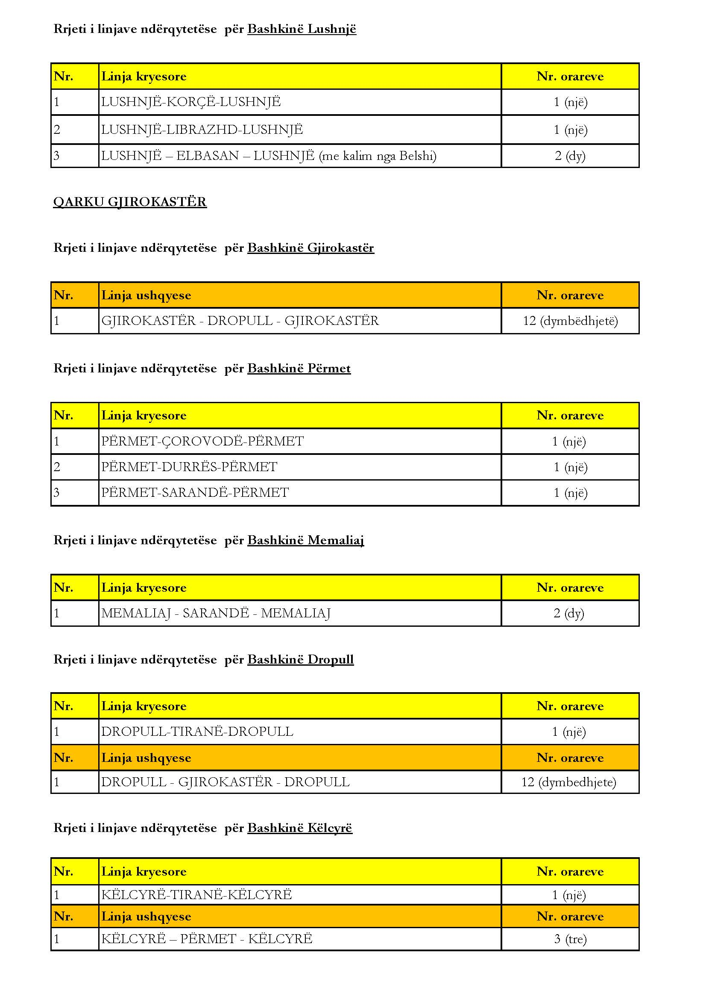 Rrjeti i linjave ndërqytetëse  për Bashkinë Lushnjë
Nr. Linja kryesore Nr. orareve
1 LUSHNJË-KORÇË-LUSHNJË 1 (një)
2 LUSHNJË-LIBRAZHD-LUSHNJË 1 (një)
3 LUSHNJË – ELBASAN – LUSHNJË (me kalim nga Belshi) 2 (dy)
QARKU GJIROKASTËR
Rrjeti i linjave ndërqytetëse  për Bashkinë Gjirokastër
Nr. Linja ushqyese Nr. orareve
1 GJIROKASTËR - DROPULL - GJIROKASTËR 12 (dymbëdhjetë)
Rrjeti i linjave ndërqytetëse  për Bashkinë Përmet
Nr. Linja kryesore Nr. orareve
1 PËRMET-ÇOROVODË-PËRMET 1 (një)
2 PËRMET-DURRËS-PËRMET 1 (një)
3 PËRMET-SARANDË-PËRMET 1 (një)
Rrjeti i linjave ndërqytetëse  për Bashkinë Memaliaj
Nr. Linja kryesore Nr. orareve
1 MEMALIAJ - SARANDË - MEMALIAJ 2 (dy)
Rrjeti i linjave ndërqytetëse  për Bashkinë Dropull
Nr. Linja kryesore Nr. orareve
1 DROPULL-TIRANË-DROPULL 1 (një)
Nr. Linja ushqyese Nr. orareve
1 DROPULL - GJIROKASTËR - DROPULL 12 (dymbedhjete)
Rrjeti i linjave ndërqytetëse  për Bashkinë Këlcyrë
Nr. Linja kryesore Nr. orareve
1 KËLCYRË-TIRANË-KËLCYRË 1 (një)
Nr. Linja ushqyese Nr. orareve
1 KËLCYRË – PËRMET - KËLCYRË 3 (tre)